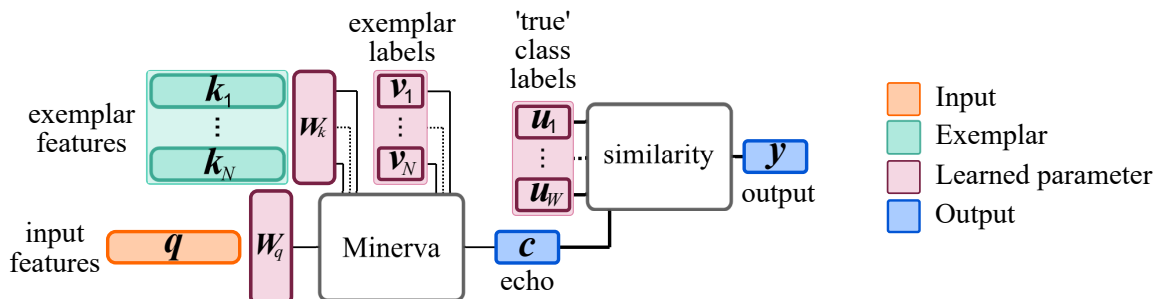 exemplar
features
k1
⋮
kN
Wk
exemplar
labels
v1
⋮
vN
'true'
class
labels
u1
⋮
uW
similarity
y
output
input
features
q
Wq
Minerva
c
echo
Input
Exemplar
Learned parameter
Output